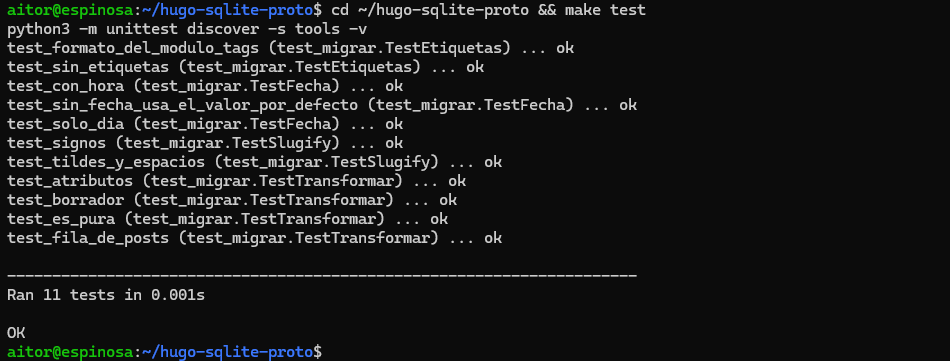 aitor@espinosa:~/hugo-sqlite-proto$ cd ~/hugo-sqlite-proto && make test
python3 -m unittest discover -s tools -v
test_formato_del_modulo_tags (test_migrar.TestEtiquetas) ... ok
test_sin_etiquetas (test_migrar.TestEtiquetas) ... ok
test_con_hora (test_migrar.TestFecha) ... ok
test_sin_fecha_usa_el_valor_por_defecto (test_migrar.TestFecha) ... ok
test_solo_dia (test_migrar.TestFecha) ... ok
test_signos (test_migrar.TestSlugify) ... ok
test_tildes_y_espacios (test_migrar.TestSlugify) ... ok
test_atributos (test_migrar.TestTransformar) ... ok
test_borrador (test_migrar.TestTransformar) ... ok
test_es_pura (test_migrar.TestTransformar) ... ok
test_fila_de_posts (test_migrar.TestTransformar) ... ok
----------------------------------------------------------------------
Ran 11 tests in 0.001s
OK
aitor@espinosa:~/hugo-sqlite-proto$